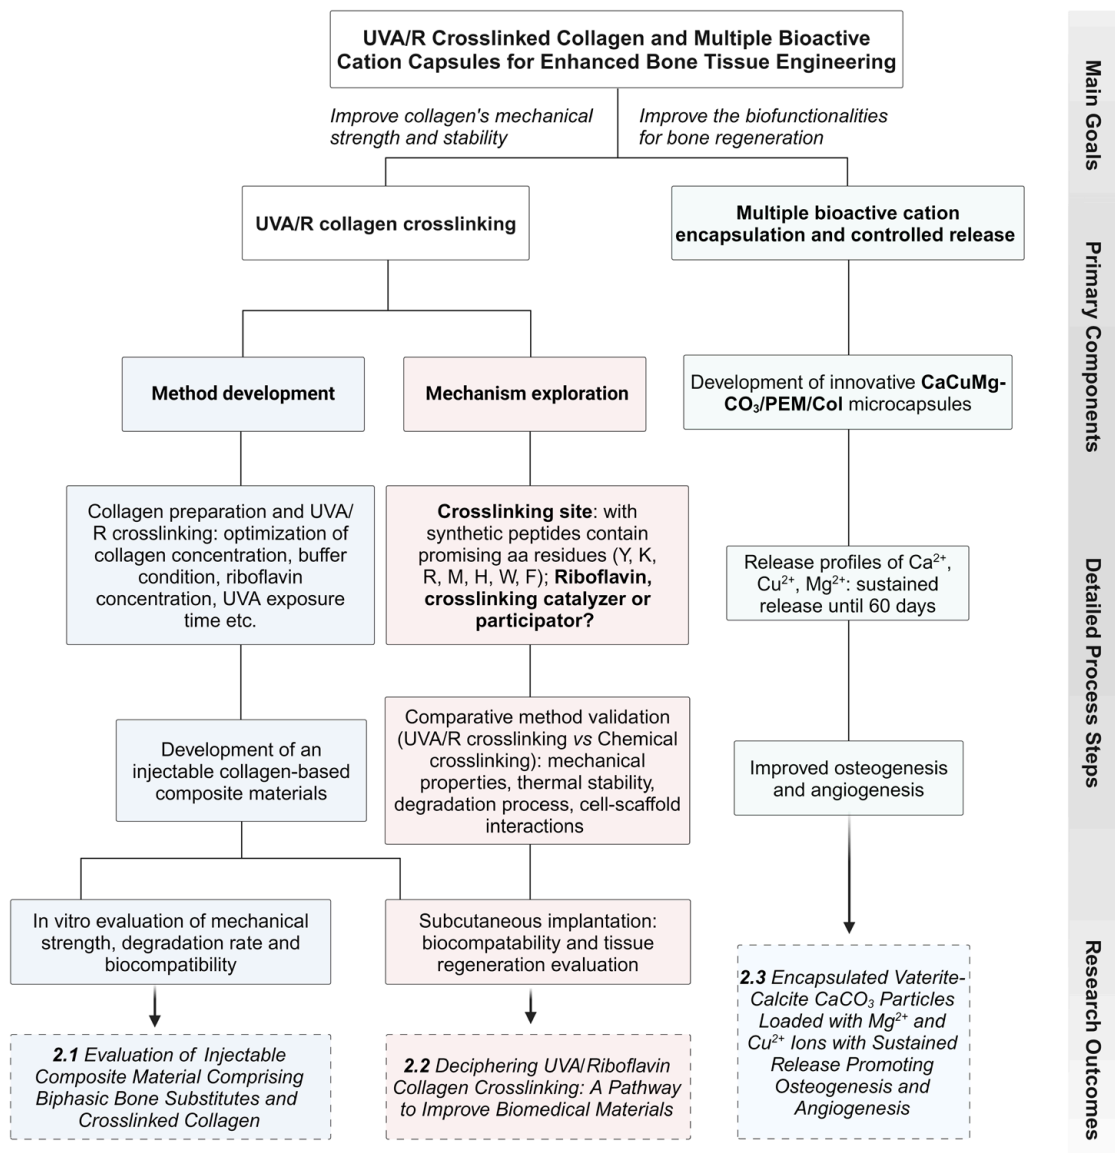 UVA/R Crosslinked Collagen and Multiple Bioactive
Cation Capsules for Enhanced Bone Tissue Engineering
Improve collagen's mechanical
strength and stability
Improve the biofunctionalities
for bone regeneration
UVA/R collagen crosslinking
Multiple bioactive cation
encapsulation and controlled release
Method development
Mechanism exploration
Development of innovative CaCuMg-
CO₃/PEM/Col microcapsules
Collagen preparation and UVA/
R crosslinking: optimization of
collagen concentration, buffer
condition, riboflavin
concentration, UVA exposure
time etc.
Crosslinking site: with
synthetic peptides contain
promising aa residues (Y, K,
R, M, H, W, F); Riboflavin,
crosslinking catalyzer or
participator?
Release profiles of Ca²⁺,
Cu²⁺, Mg²⁺: sustained
release until 60 days
Development of an
injectable collagen-based
composite materials
Comparative method validation
(UVA/R crosslinking vs Chemical
crosslinking): mechanical
properties, thermal stability,
degradation process, cell-scaffold
interactions
Improved osteogenesis
and angiogenesis
In vitro evaluation of mechanical
strength, degradation rate and
biocompatibility
Subcutaneous implantation:
biocompatability and tissue
regeneration evaluation
2.1 Evaluation of Injectable
Composite Material Comprising
Biphasic Bone Substitutes and
Crosslinked Collagen
2.2 Deciphering UVA/Riboflavin
Collagen Crosslinking: A Pathway
to Improve Biomedical Materials
2.3 Encapsulated Vaterite-
Calcite CaCO₃ Particles
Loaded with Mg²⁺ and
Cu²⁺ Ions with Sustained
Release Promoting
Osteogenesis and
Angiogenesis
Main Goals
Primary Components
Detailed Process Steps
Research Outcomes